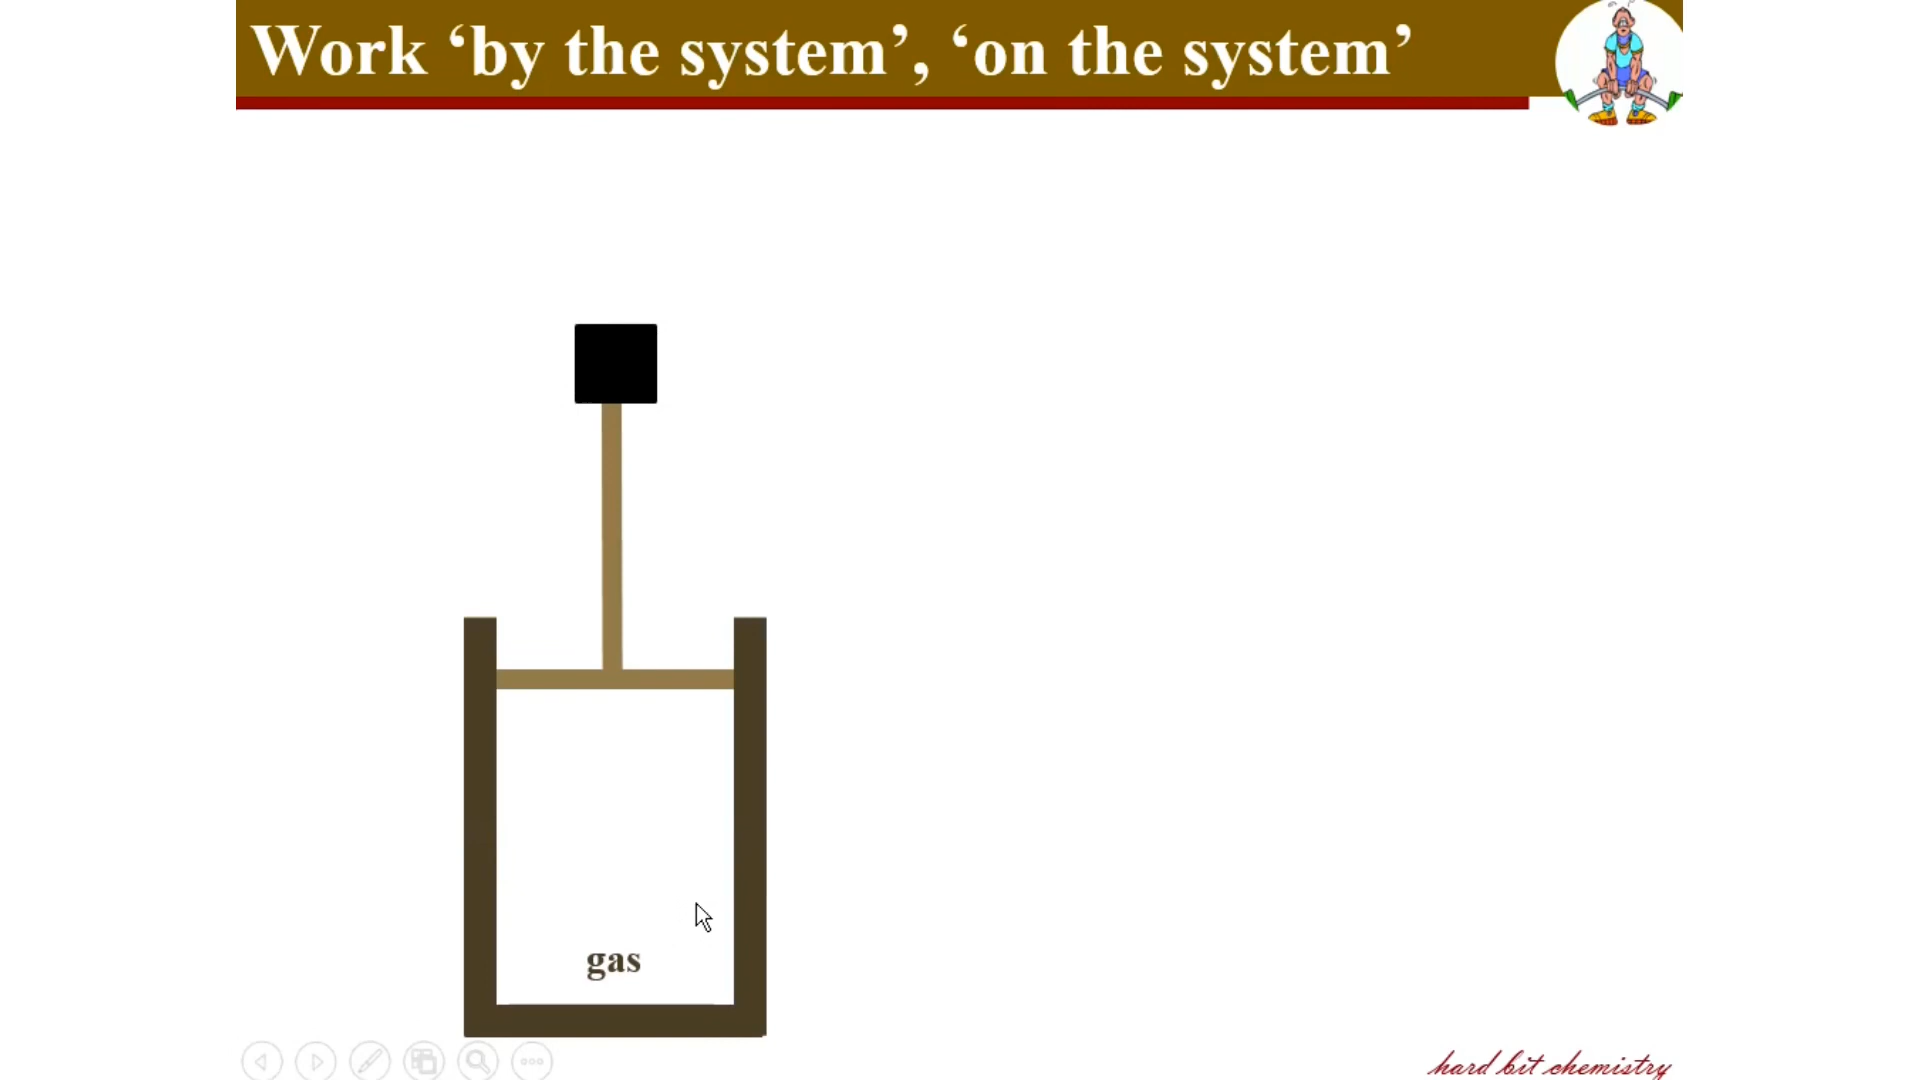 Work ‘by the system’, ‘on the system’
gas
hard bit chemistry